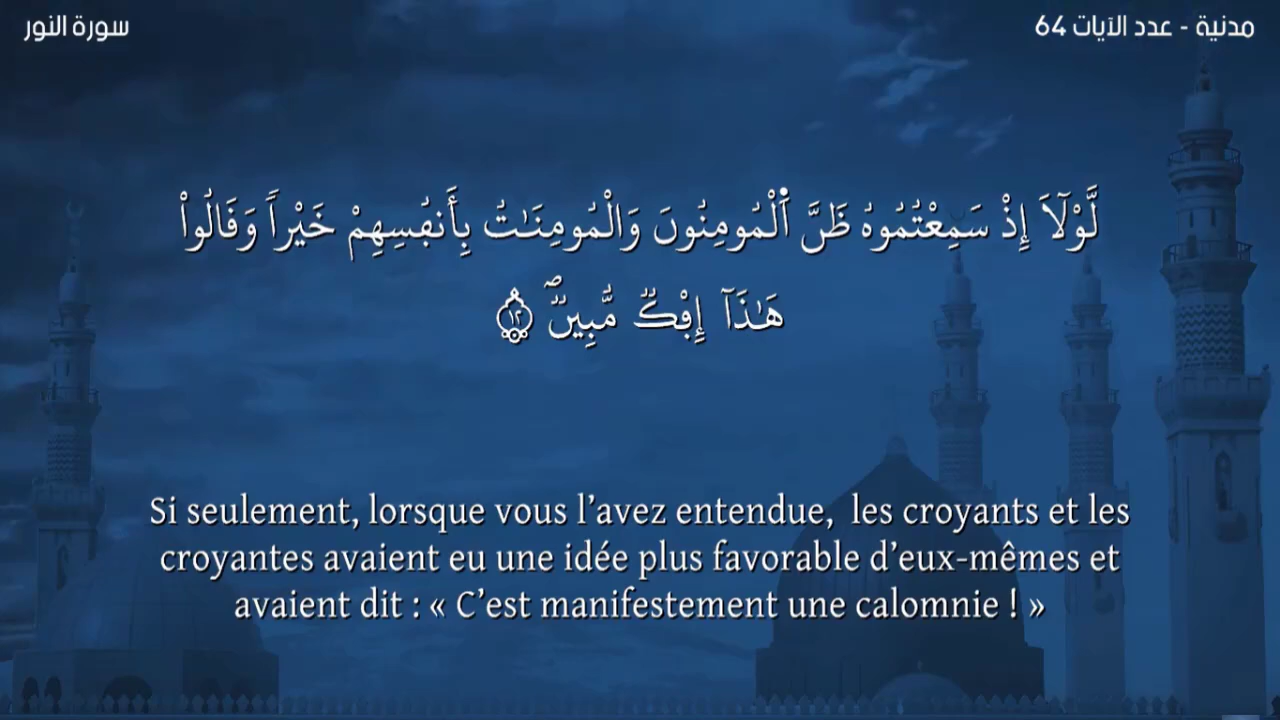 سورة النور
مدنية - عدد الآيات 64
لَّوْلَآ إِذْ سَمِعْتُمُوهُ ظَنَّ اَ۬لْمُومِنُونَ وَالْمُومِنَٰتُ بِأَنفُسِهِمْ خَيْراٗ وَقَالُواْ
هَٰذَآ إِفْكٞ مُّبِينٞۖ ١٢
Si seulement, lorsque vous l’avez entendue, les croyants et les
croyantes avaient eu une idée plus favorable d’eux-mêmes et
avaient dit : « C’est manifestement une calomnie ! »